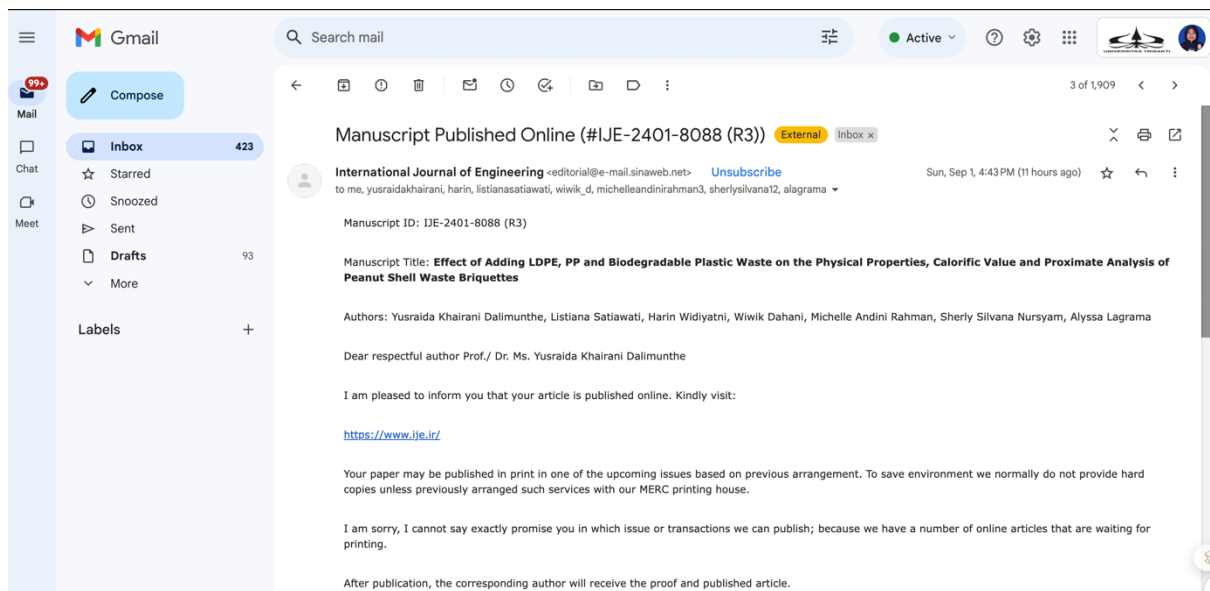 Gmail
Search mail
Active
UNIVERSITAS TRISAKTI
99+
Mail
Chat
Meet
Compose
Inbox 423
Starred
Snoozed
Sent
Drafts 93
More
Labels +
3 of 1,909
Manuscript Published Online (#IJE-2401-8088 (R3)) External Inbox x
International Journal of Engineering <editorial@e-mail.sinaweb.net> Unsubscribe Sun, Sep 1, 4:43 PM (11 hours ago)
to me, yusraidakhairani, harin, listianasatiawati, wiwik_d, michelleandinirahman3, sherlysilvana12, alagrama
Manuscript ID: IJE-2401-8088 (R3)
Manuscript Title: Effect of Adding LDPE, PP and Biodegradable Plastic Waste on the Physical Properties, Calorific Value and Proximate Analysis of
Peanut Shell Waste Briquettes
Authors: Yusraida Khairani Dalimunthe, Listiana Satiawati, Harin Widiyatni, Wiwik Dahani, Michelle Andini Rahman, Sherly Silvana Nursyam, Alyssa Lagrama
Dear respectful author Prof./ Dr. Ms. Yusraida Khairani Dalimunthe
I am pleased to inform you that your article is published online. Kindly visit:
https://www.ije.ir/
Your paper may be published in print in one of the upcoming issues based on previous arrangement. To save environment we normally do not provide hard
copies unless previously arranged such services with our MERC printing house.
I am sorry, I cannot say exactly promise you in which issue or transactions we can publish; because we have a number of online articles that are waiting for
printing.
After publication, the corresponding author will receive the proof and published article.